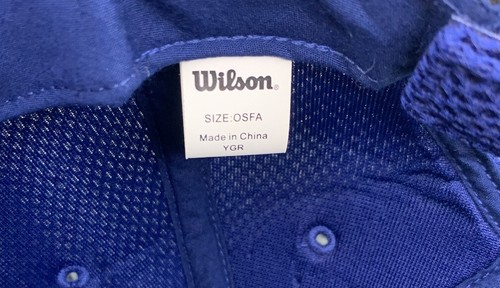 Wilson®
SIZE:OSFA
Made in China
YGR